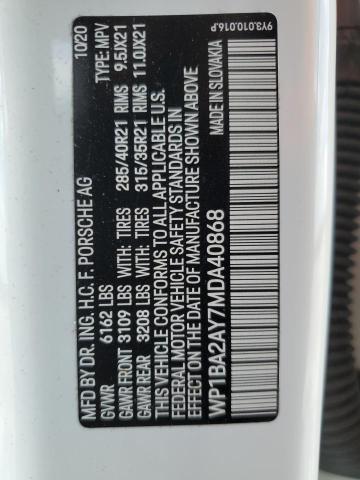 MFD BY DR. ING. H.C. F. PORSCHE AG 10/20
GVWR 6162 LBS TYPE: MPV
GAWR FRONT 3109 LBS WITH: TIRES 285/40R21 RIMS 9.5JX21
GAWR REAR 3208 LBS WITH: TIRES 315/35R21 RIMS 11.0JX21
THIS VEHICLE CONFORMS TO ALL APPLICABLE U.S.
FEDERAL MOTOR VEHICLE SAFETY STANDARDS IN
EFFECT ON THE DATE OF MANUFACTURE SHOWN ABOVE
WP1BA2AY7MDA40868 MADE IN SLOVAKIA
9Y3.010.016.P